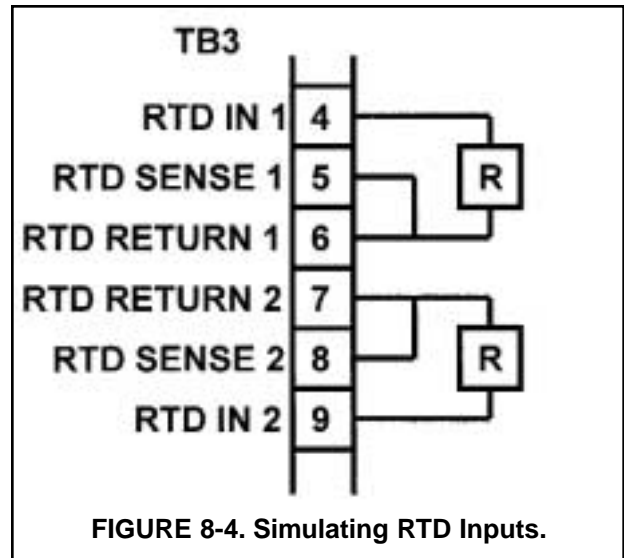 TB3
RTD IN 1 4
RTD SENSE 1 5 R
RTD RETURN 1 6
RTD RETURN 2 7
RTD SENSE 2 8 R
RTD IN 2 9
FIGURE 8-4. Simulating RTD Inputs.